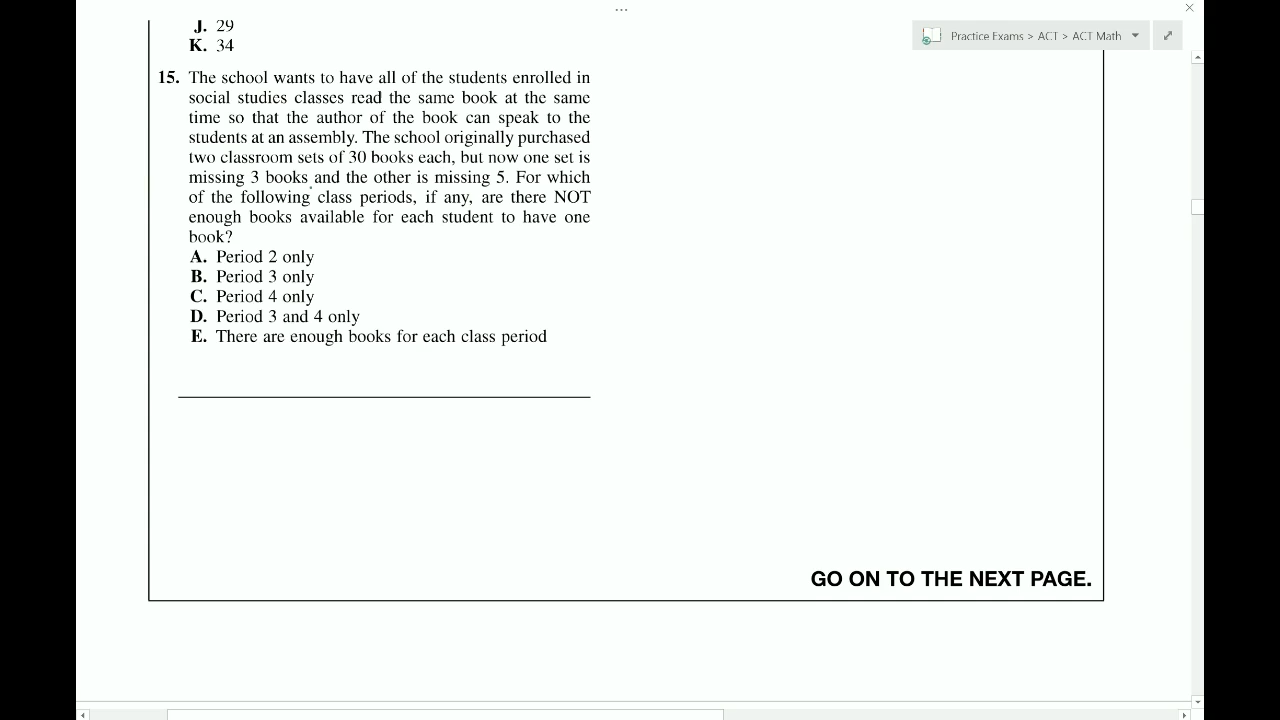 J. 29
K. 34
Practice Exams > ACT > ACT Math
15. The school wants to have all of the students enrolled in
social studies classes read the same book at the same
time so that the author of the book can speak to the
students at an assembly. The school originally purchased
two classroom sets of 30 books each, but now one set is
missing 3 books and the other is missing 5. For which
of the following class periods, if any, are there NOT
enough books available for each student to have one
book?
A. Period 2 only
B. Period 3 only
C. Period 4 only
D. Period 3 and 4 only
E. There are enough books for each class period
GO ON TO THE NEXT PAGE.